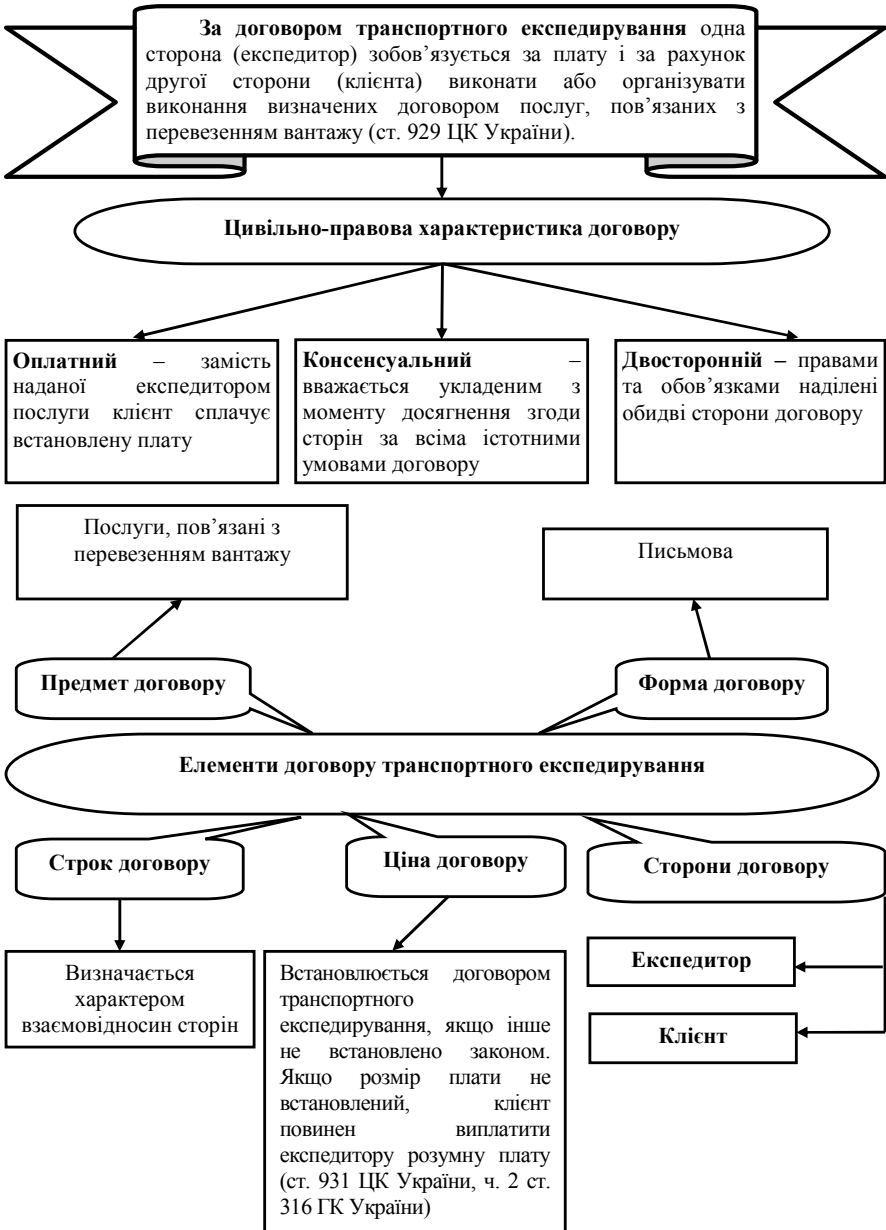 За договором транспортного експедирування одна
сторона (експедитор) зобов’язується за плату і за рахунок
другої сторони (клієнта) виконати або організувати
виконання визначених договором послуг, пов’язаних з
перевезенням вантажу (ст. 929 ЦК України).
Цивільно-правова характеристика договору
Оплатний – замість
наданої експедитором
послуги клієнт сплачує
встановлену плату
Консенсуальний –
вважається укладеним з
моменту досягнення згоди
сторін за всіма істотними
умовами договору
Двосторонній – правами
та обов’язками наділені
обидві сторони договору
Послуги, пов’язані з
перевезенням вантажу
Письмова
Предмет договору
Форма договору
Елементи договору транспортного експедирування
Строк договору
Ціна договору
Сторони договору
Визначається
характером
взаємовідносин сторін
Встановлюється договором
транспортного
експедирування, якщо інше
не встановлено законом.
Якщо розмір плати не
встановлений, клієнт
повинен виплатити
експедитору розумну плату
(ст. 931 ЦК України, ч. 2 ст.
316 ГК України)
Експедитор
Клієнт